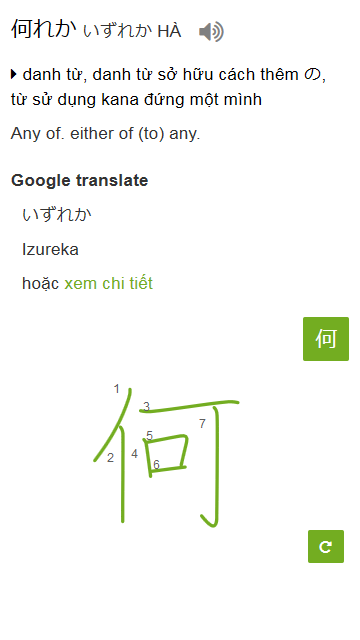 何れか いずれか HÀ
danh từ, danh từ sở hữu cách thêm の,
từ sử dụng kana đứng một mình
Any of. either of (to) any.
Google translate
いずれか
Izureka
hoặc xem chi tiết
何
1
3
7
5
4
2
6
何